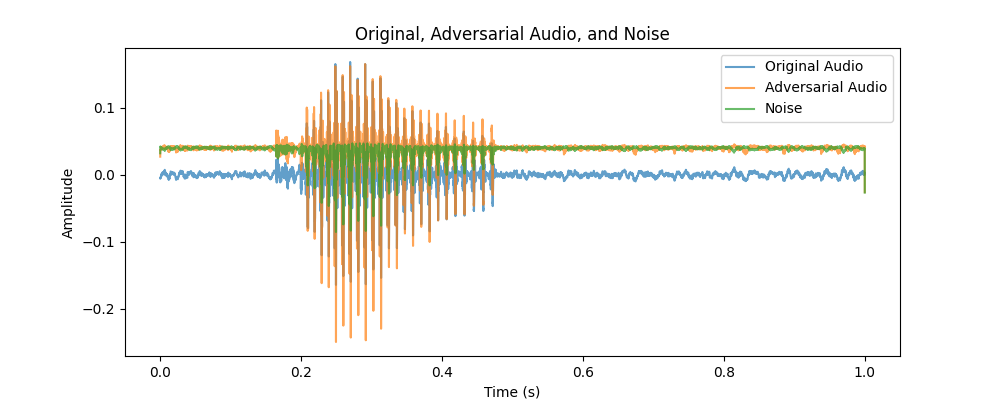 Original, Adversarial Audio, and Noise
Original Audio
Adversarial Audio
Noise
Amplitude
0.1
0.0
−0.1
−0.2
0.0 0.2 0.4 0.6 0.8 1.0
Time (s)